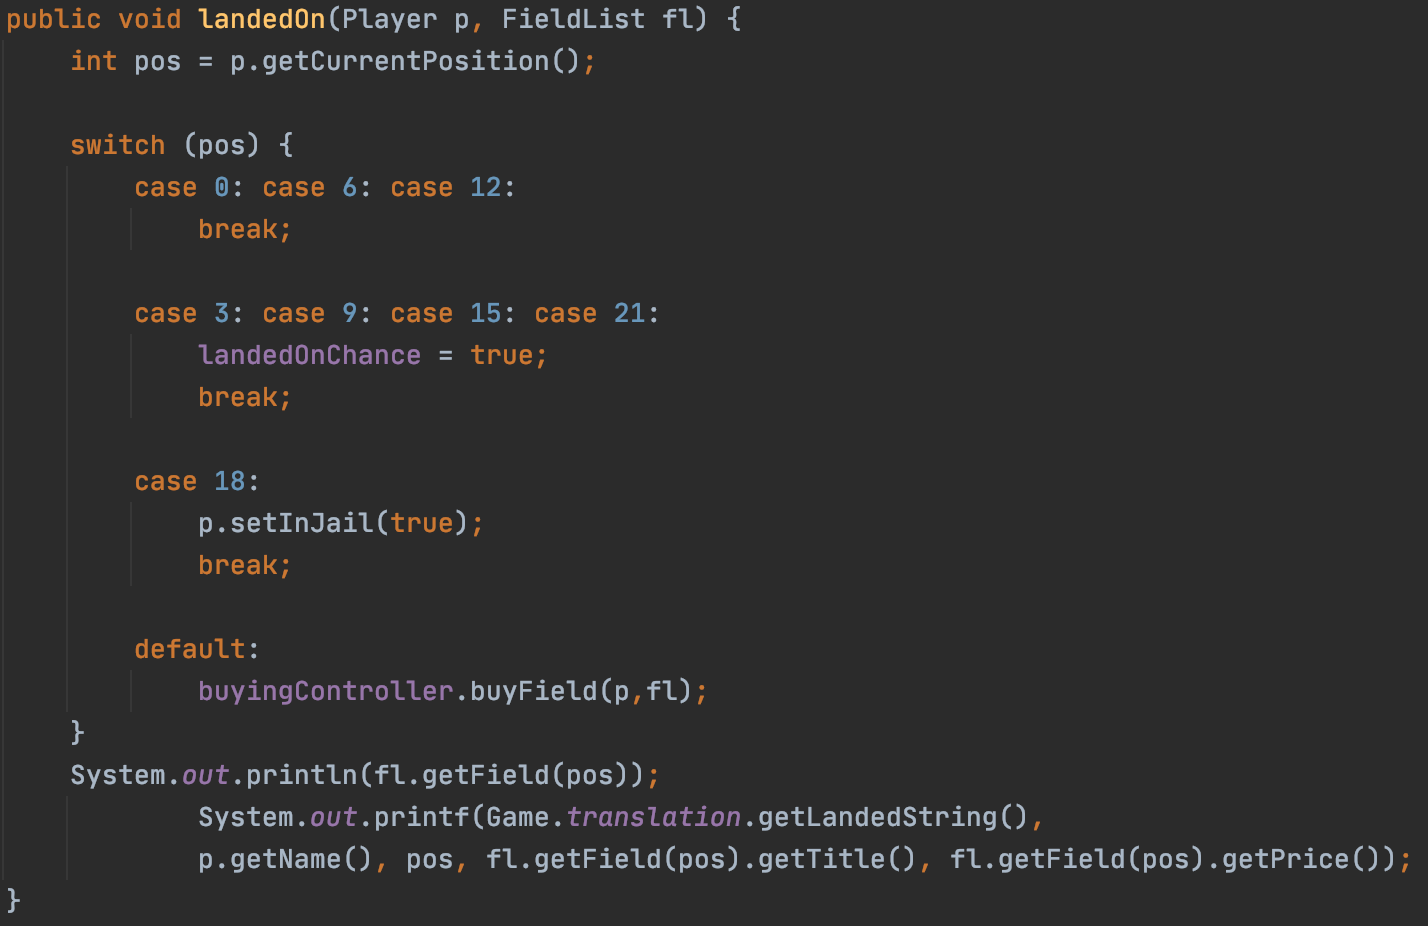 public void landedOn(Player p, FieldList fl) {
    int pos = p.getCurrentPosition();

    switch (pos) {
        case 0: case 6: case 12:
            break;

        case 3: case 9: case 15: case 21:
            landedOnChance = true;
            break;

        case 18:
            p.setInJail(true);
            break;

        default:
            buyingController.buyField(p,fl);
    }
    System.out.println(fl.getField(pos));
            System.out.printf(Game.translation.getLandedString(),
            p.getName(), pos, fl.getField(pos).getTitle(), fl.getField(pos).getPrice());
}